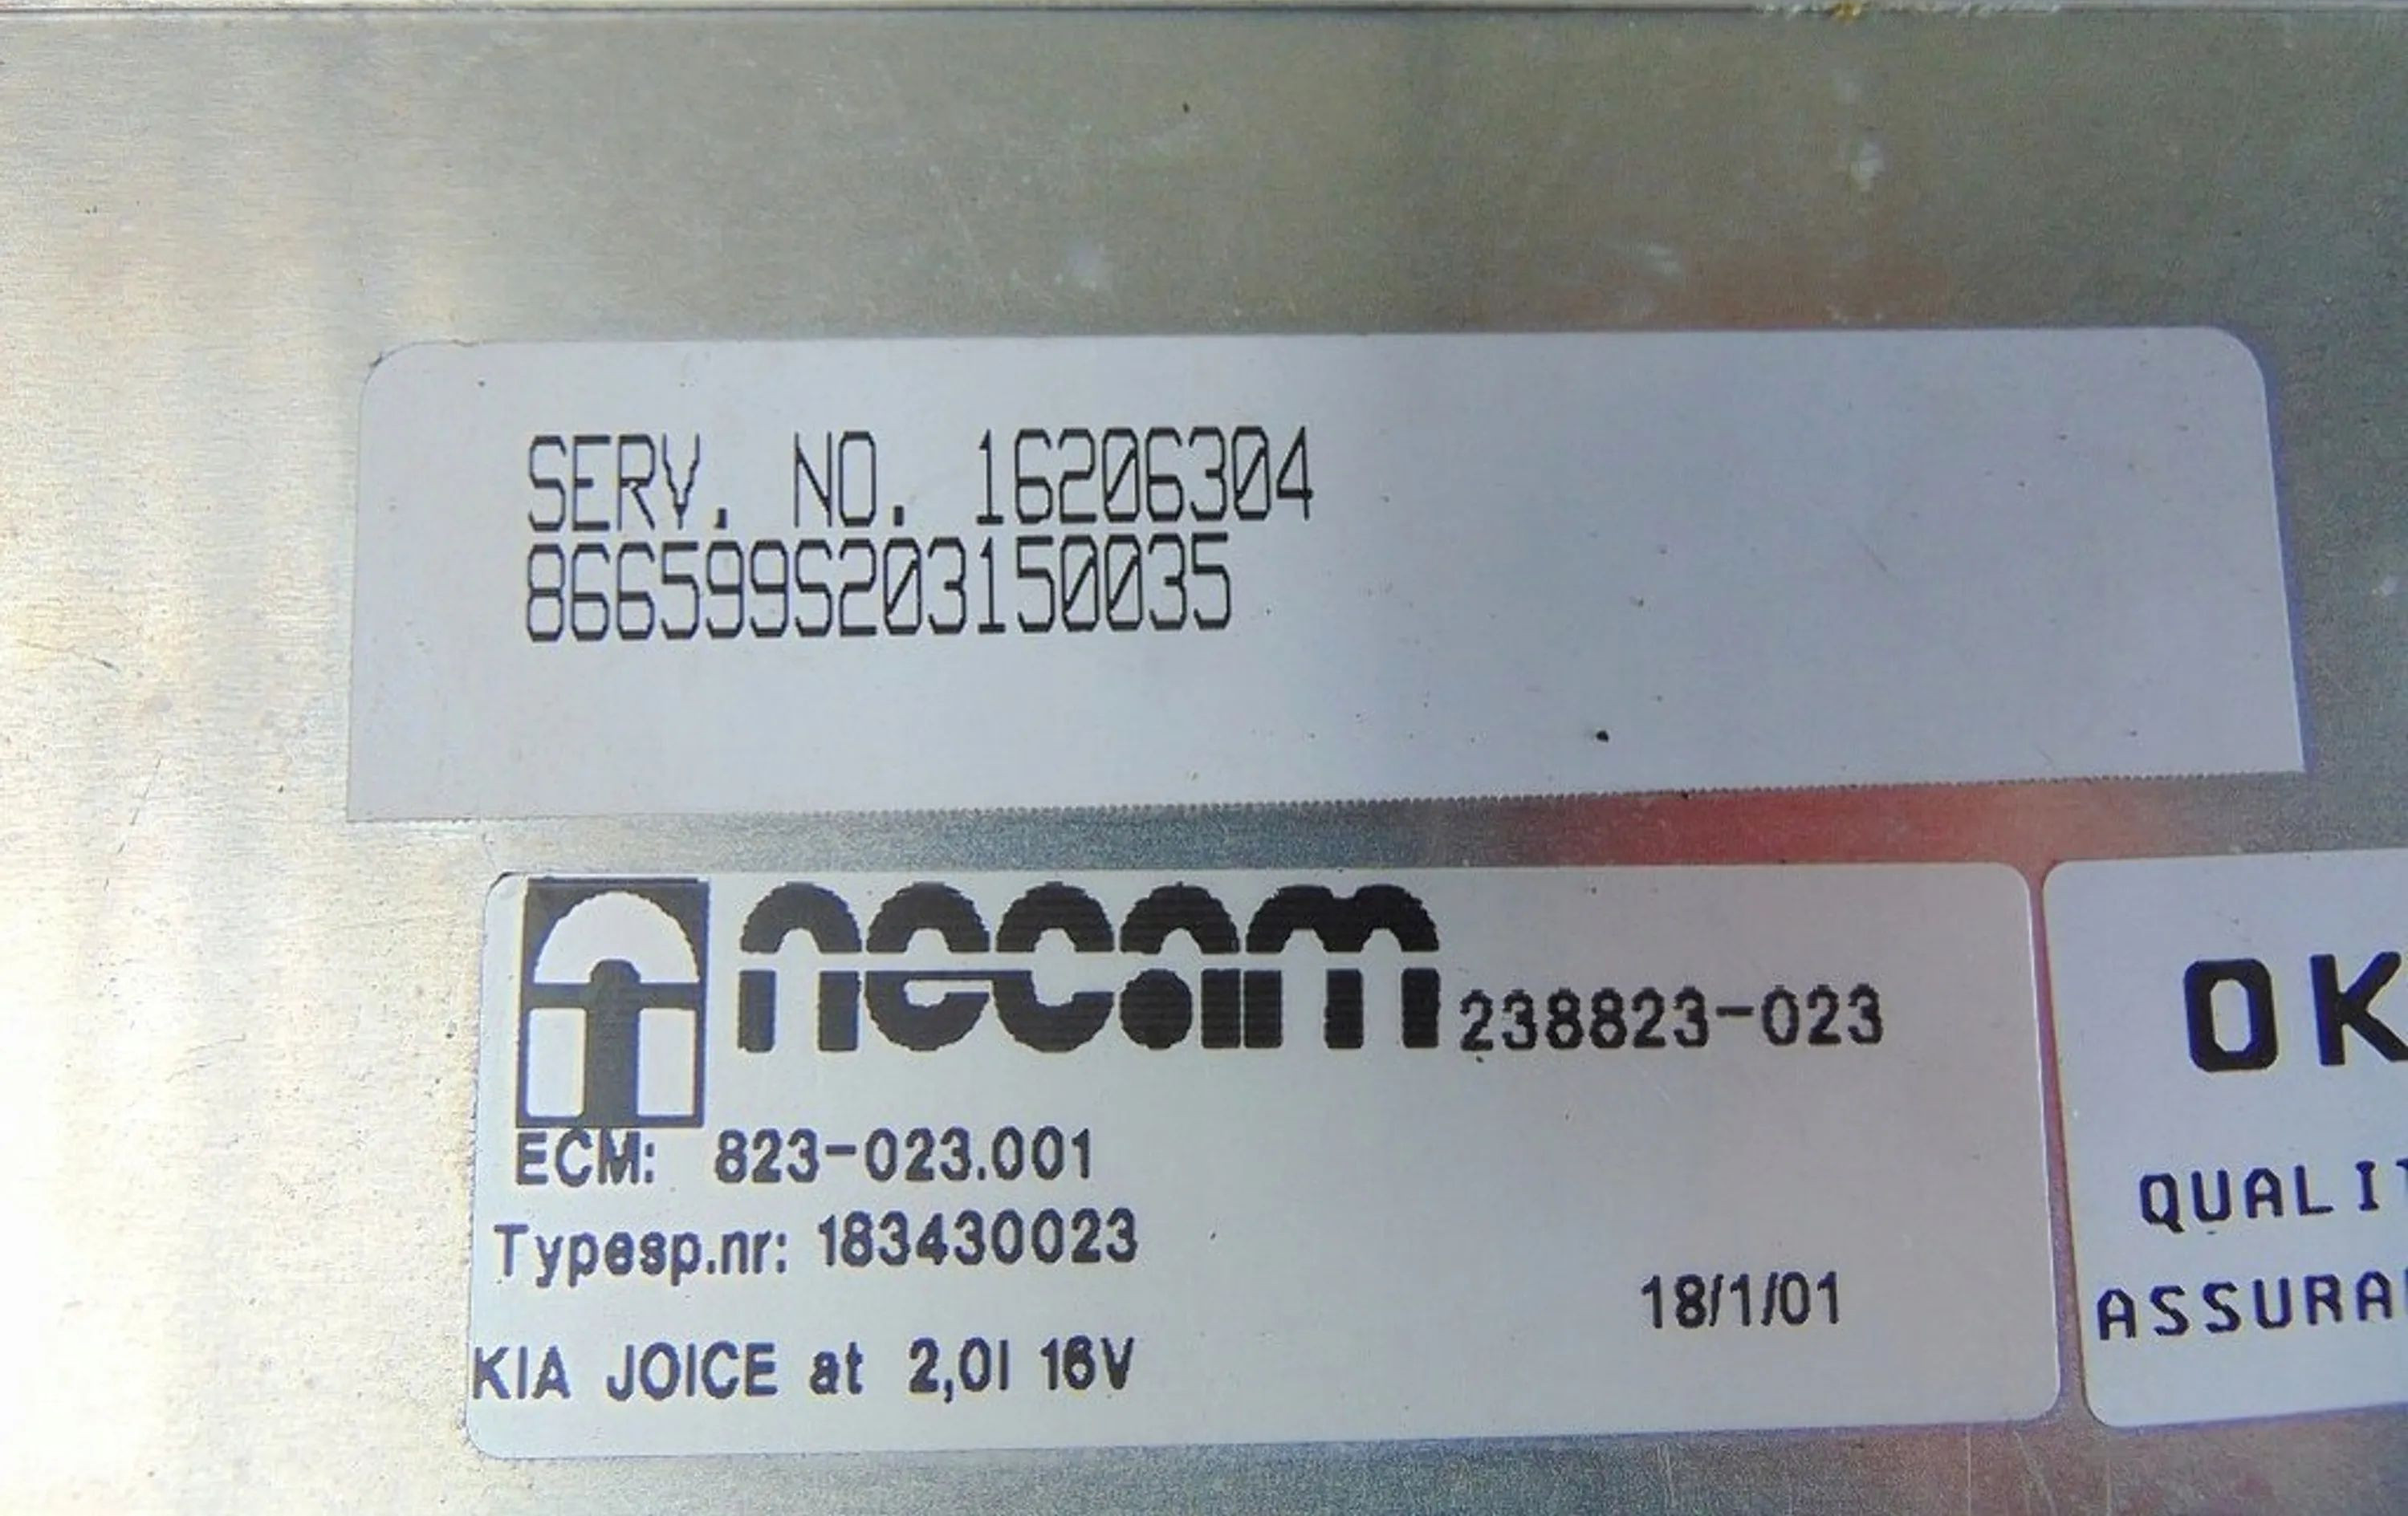 SERV. NO. 16206304
866599S203150035
necam 238823-023
ECM: 823-023.001
Typesp.nr: 183430023
18/1/01
KIA JOICE at 2,0l 16V
OK
QUALI
ASSURA